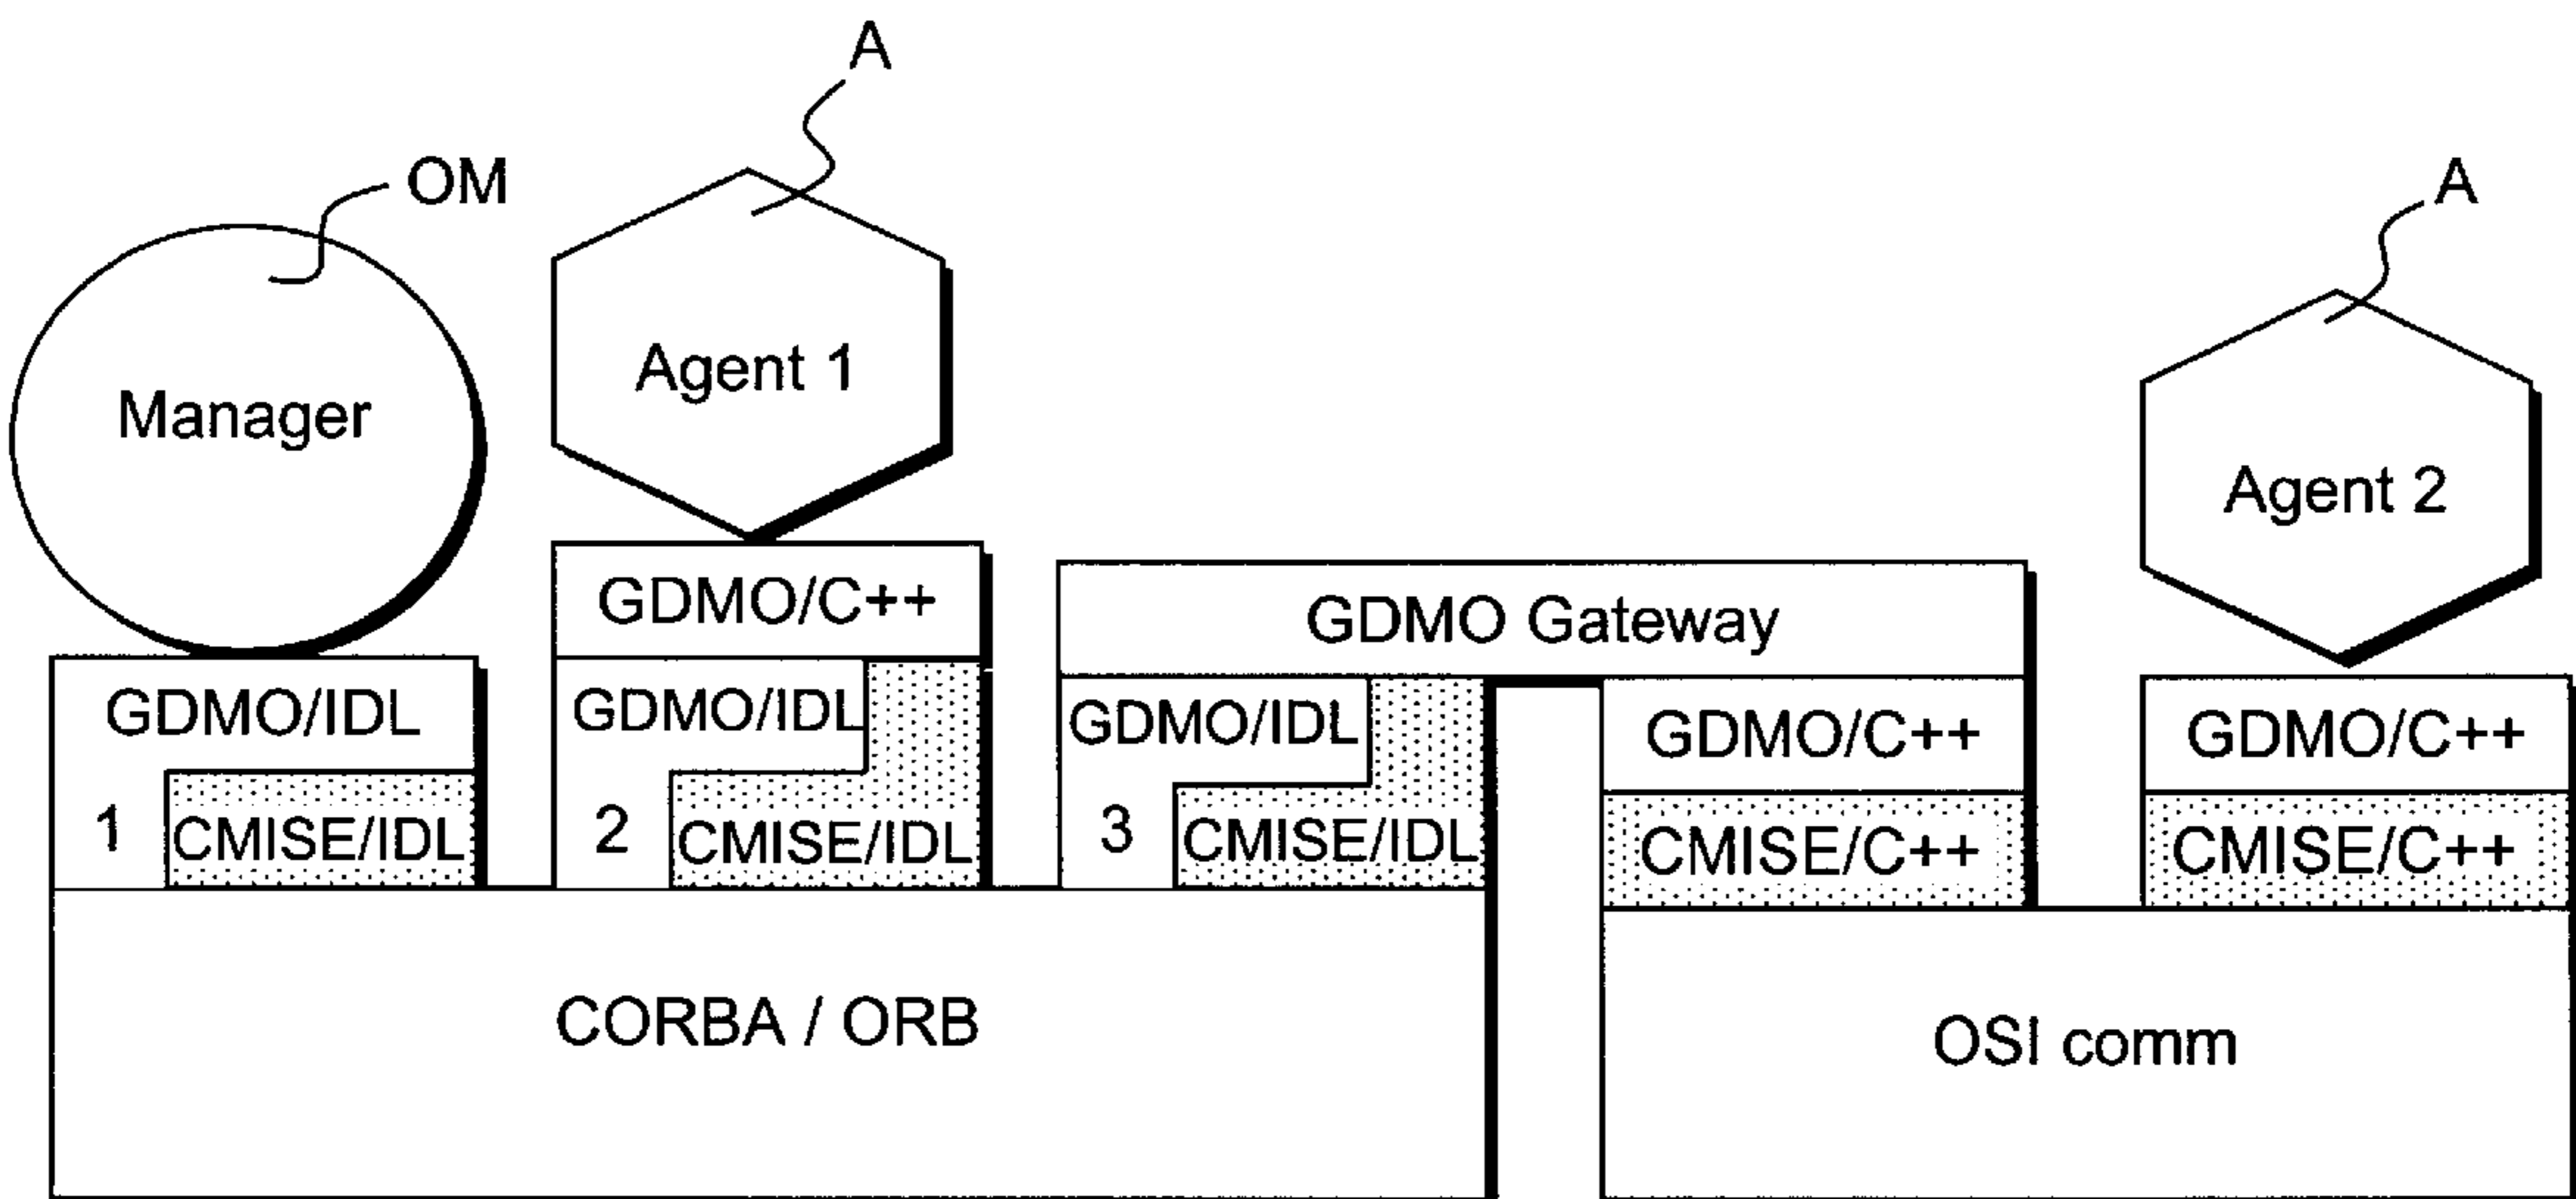 A
OM
A
Manager
Agent 1
Agent 2
GDMO/C++
GDMO Gateway
GDMO/IDL
GDMO/IDL
GDMO/IDL
GDMO/C++
GDMO/C++
1
CMISE/IDL
2
CMISE/IDL
3
CMISE/IDL
CMISE/C++
CMISE/C++
CORBA / ORB
OSI comm